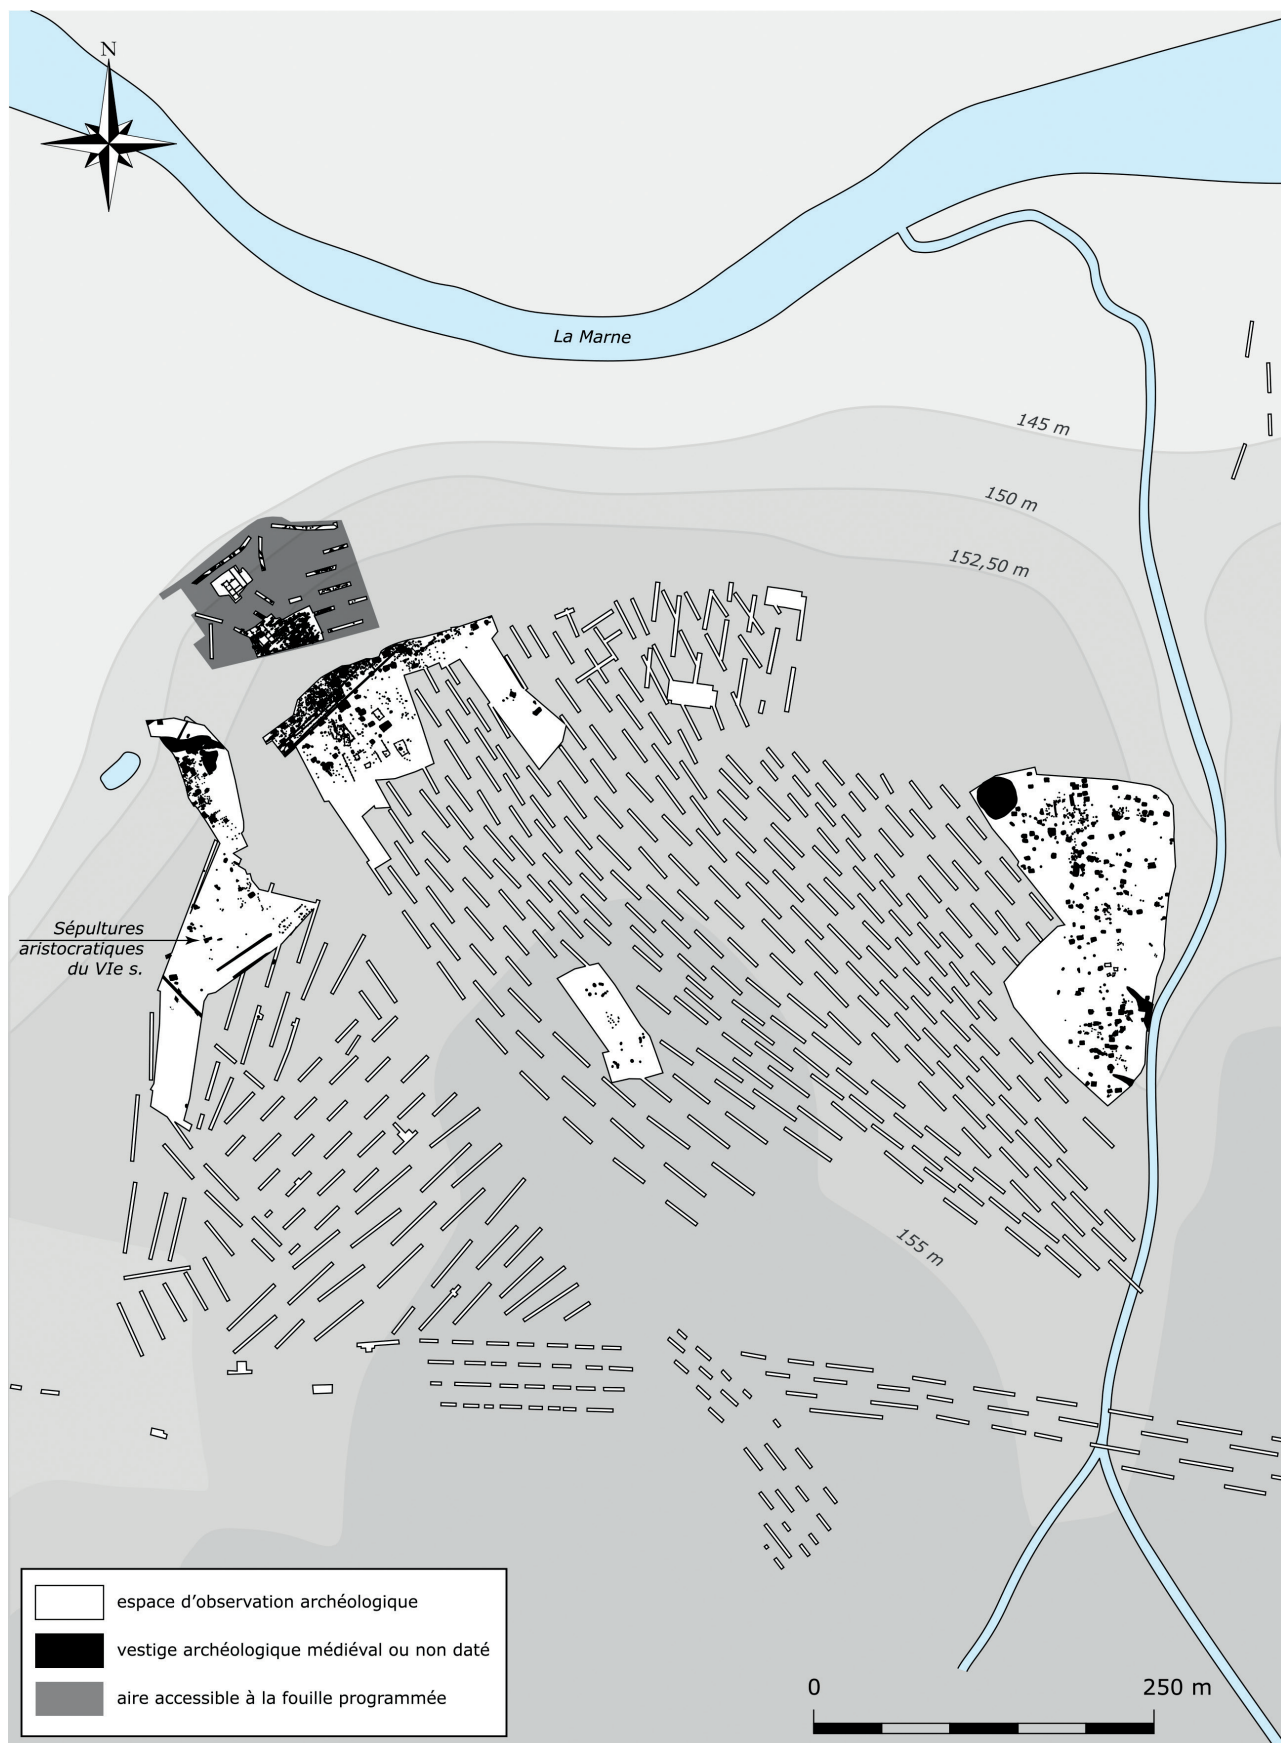 N
La Marne
145 m
150 m
152,50 m
Sépultures
aristocratiques
du VIe s.
155 m
espace d'observation archéologique
vestige archéologique médiéval ou non daté
aire accessible à la fouille programmée
0 250 m